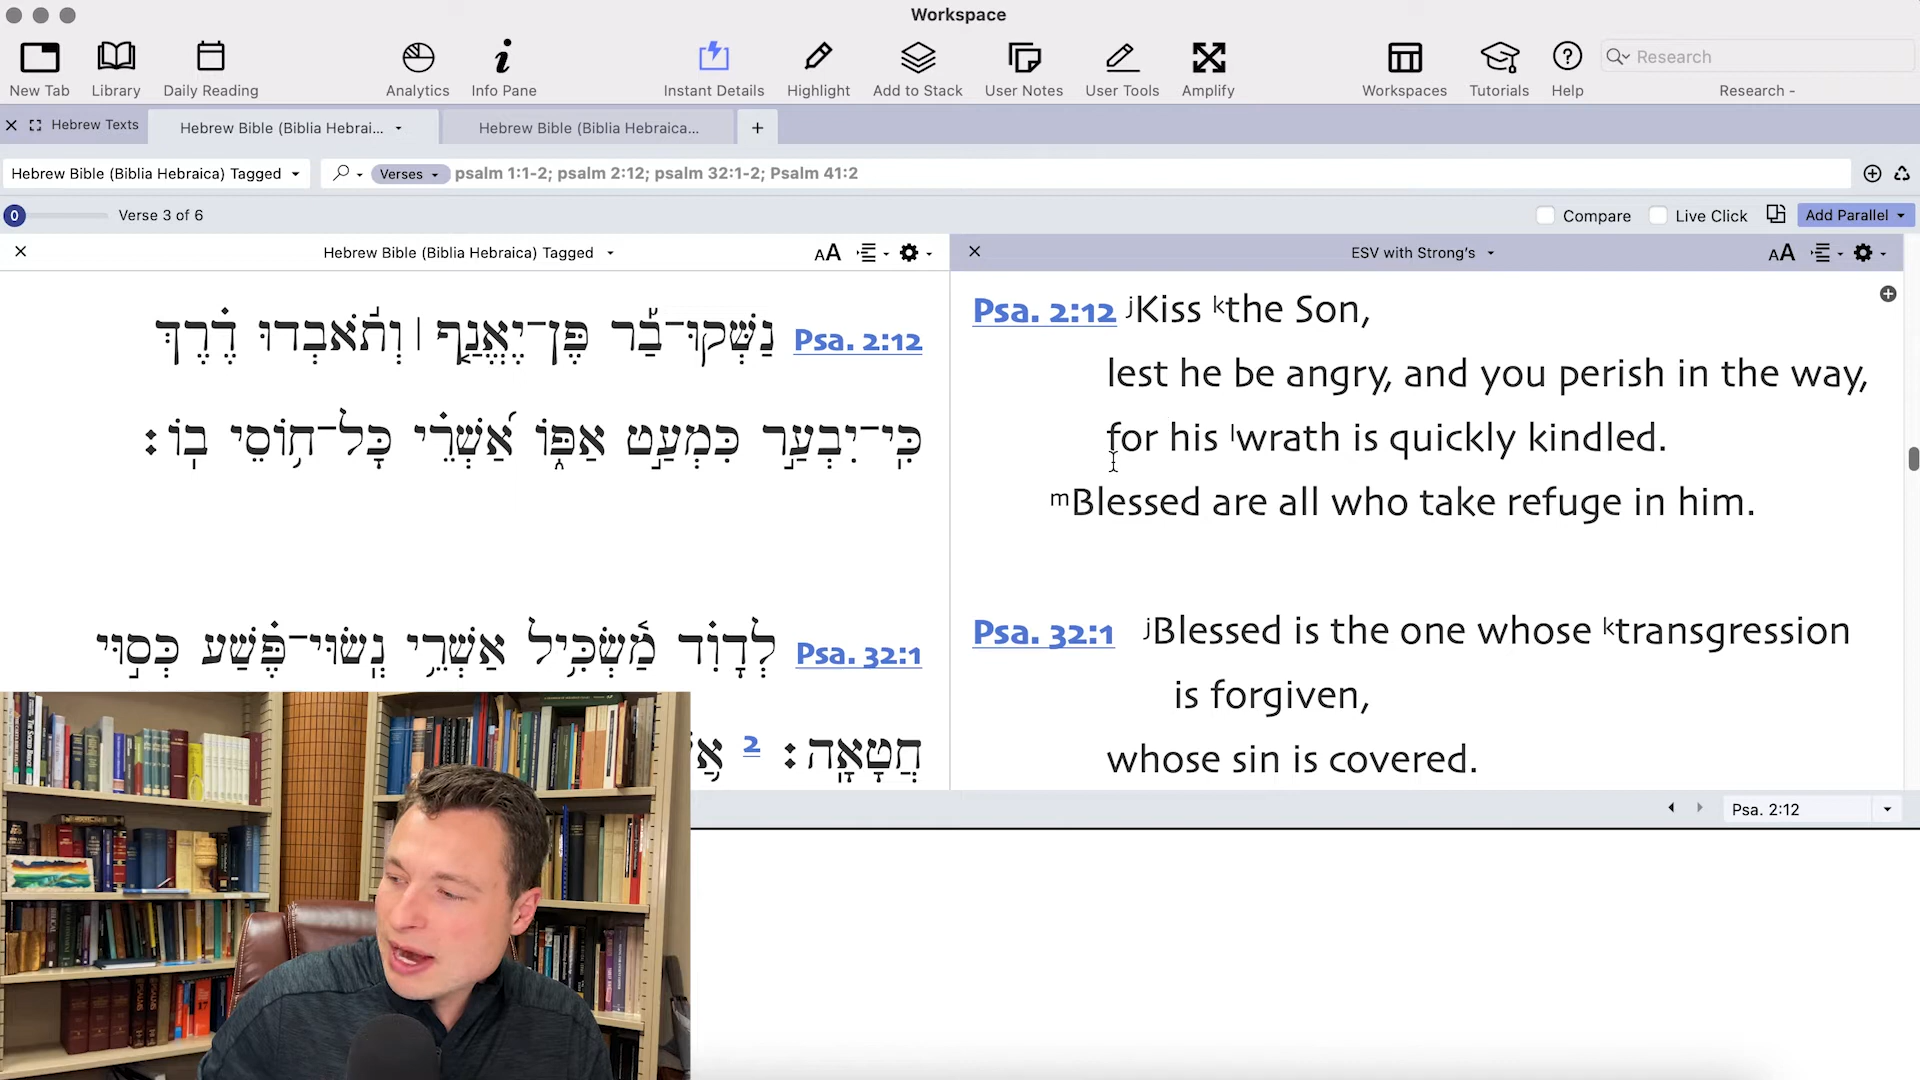 Workspace
New Tab
Library
Daily Reading
Analytics
Info Pane
Instant Details
Highlight
Add to Stack
User Notes
User Tools
Amplify
Workspaces
Tutorials
Help
Research
Research -
Hebrew Texts
Hebrew Bible (Biblia Hebrai...
Hebrew Bible (Biblia Hebraica...
+
Hebrew Bible (Biblia Hebraica) Tagged
Verses
psalm 1:1-2; psalm 2:12; psalm 32:1-2; Psalm 41:2
0
Verse 3 of 6
Compare
Live Click
Add Parallel
Hebrew Bible (Biblia Hebraica) Tagged
AA
Psa. 2:12 נַשְּׁקוּ־בַ֡ר פֶּן־יֶאֱנַ֤ף ׀ וְתֹ֬אבְדוּ דֶ֗רֶךְ
כִּֽי־יִבְעַ֣ר כִּמְעַ֣ט אַפּ֑וֹ אַ֝שְׁרֵ֗י כָּל־ח֥וֹסֵי בֽוֹ׃
Psa. 32:1 לְדָוִ֗ד מַ֫שְׂכִּ֥יל אַשְׁרֵ֥י נְֽשׂוּי־פֶּ֗שַׁע כְּס֣וּי
חֲטָאָֽה׃ 2
ESV with Strong's
AA
Psa. 2:12 jKiss kthe Son,
lest he be angry, and you perish in the way,
for his lwrath is quickly kindled.
mBlessed are all who take refuge in him.
Psa. 32:1 jBlessed is the one whose ktransgression
is forgiven,
whose sin is covered.
Psa. 2:12